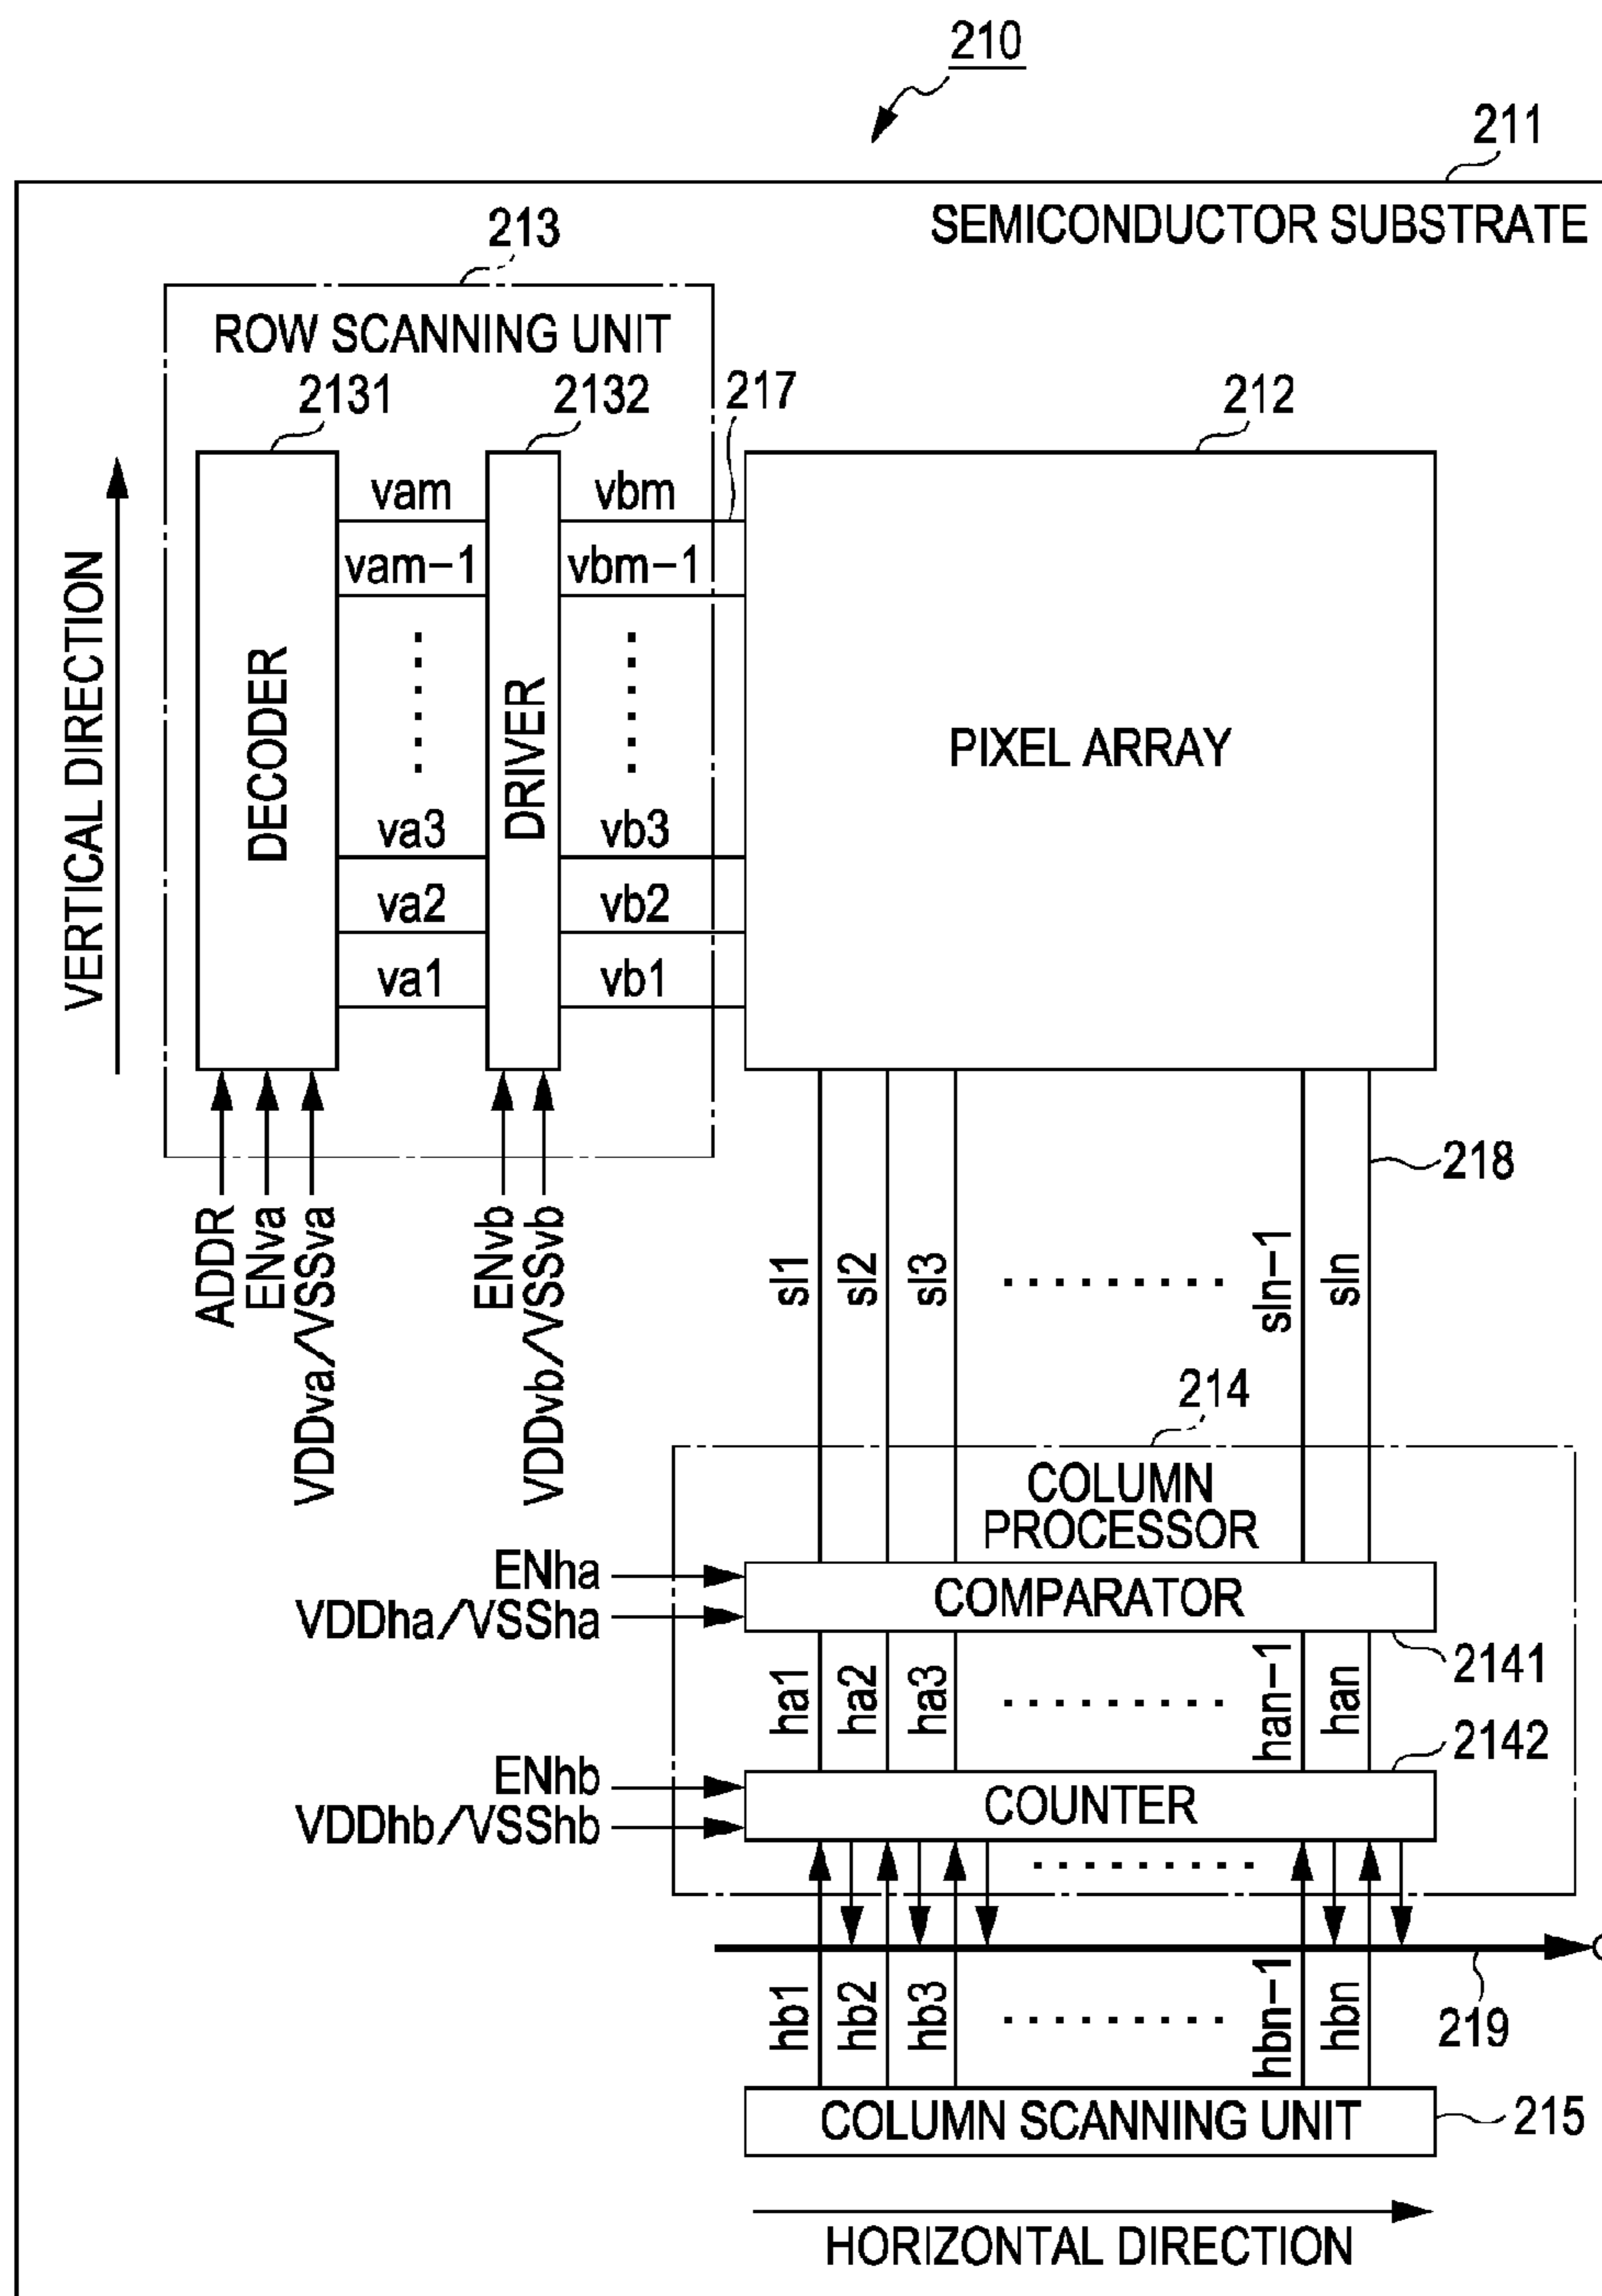 210
211
SEMICONDUCTOR SUBSTRATE
213
ROW SCANNING UNIT
2131
2132
217
212
VERTICAL DIRECTION
DECODER
vam
vam-1
va3
va2
va1
DRIVER
vbm
vbm-1
vb3
vb2
vb1
PIXEL ARRAY
ADDR
ENva
VDDva/VSSva
ENvb
VDDvb/VSSvb
sl1
sl2
sl3
sln-1
sln
218
214
COLUMN
PROCESSOR
ENha
VDDha/VSSha
COMPARATOR
2141
ha1
ha2
ha3
han-1
han
2142
ENhb
VDDhb/VSShb
COUNTER
hb1
hb2
hb3
hbn-1
hbn
219
COLUMN SCANNING UNIT
215
HORIZONTAL DIRECTION